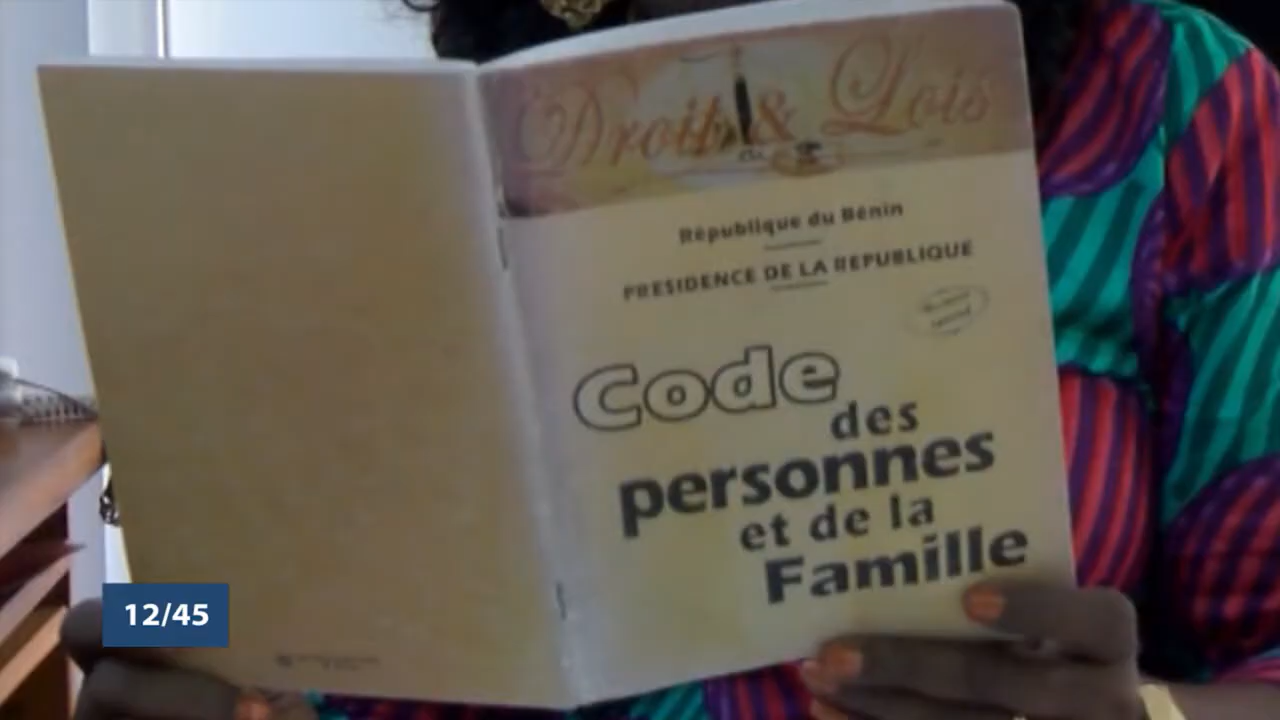 Droit & Lois
République du Bénin
PRESIDENCE DE LA REPUBLIQUE
Code
des
personnes
et de la
Famille
12/45